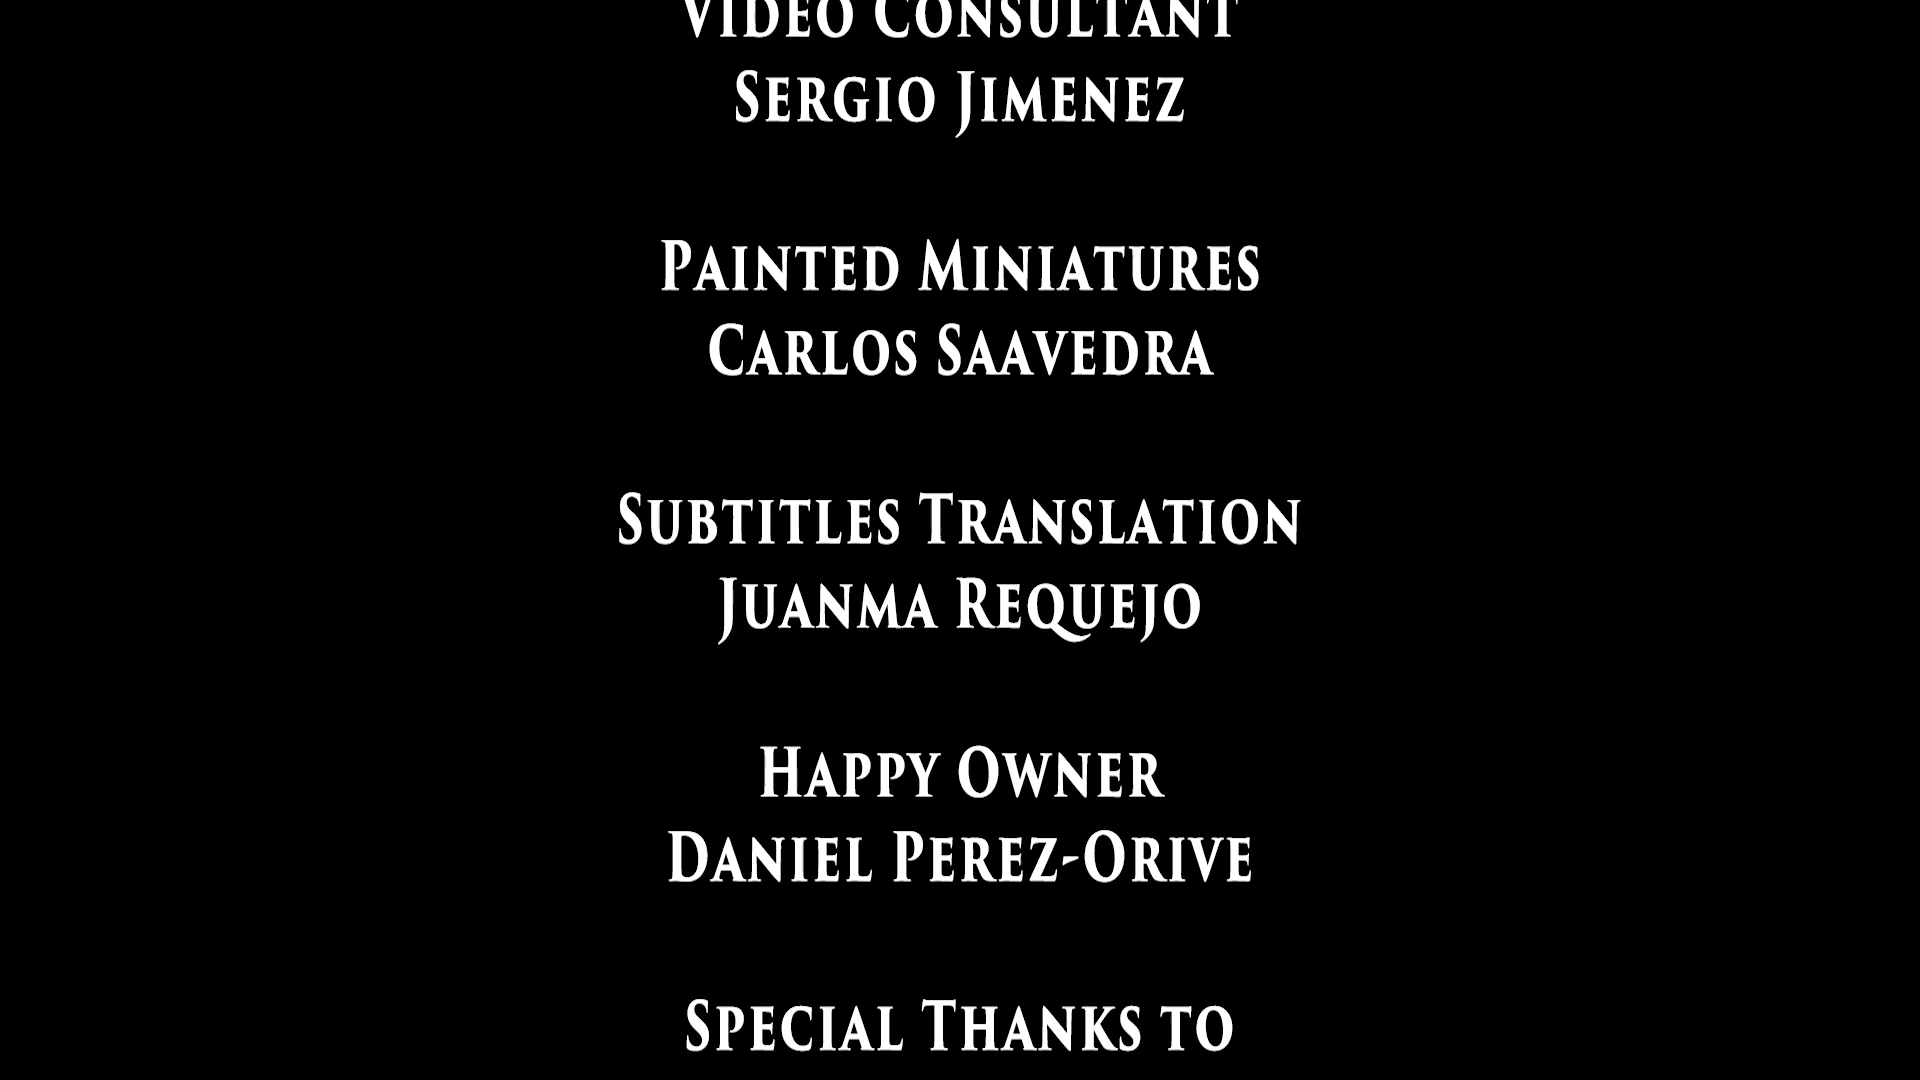 Video Consultant
Sergio Jimenez
Painted Miniatures
Carlos Saavedra
Subtitles Translation
Juanma Requejo
Happy Owner
Daniel Perez-Orive
Special Thanks to